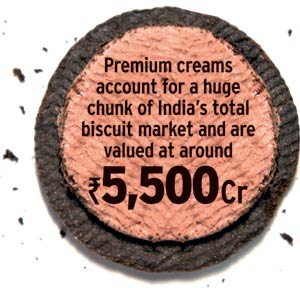 Premium creams
account for a huge
chunk of India's total
biscuit market and are
valued at around
₹5,500Cr